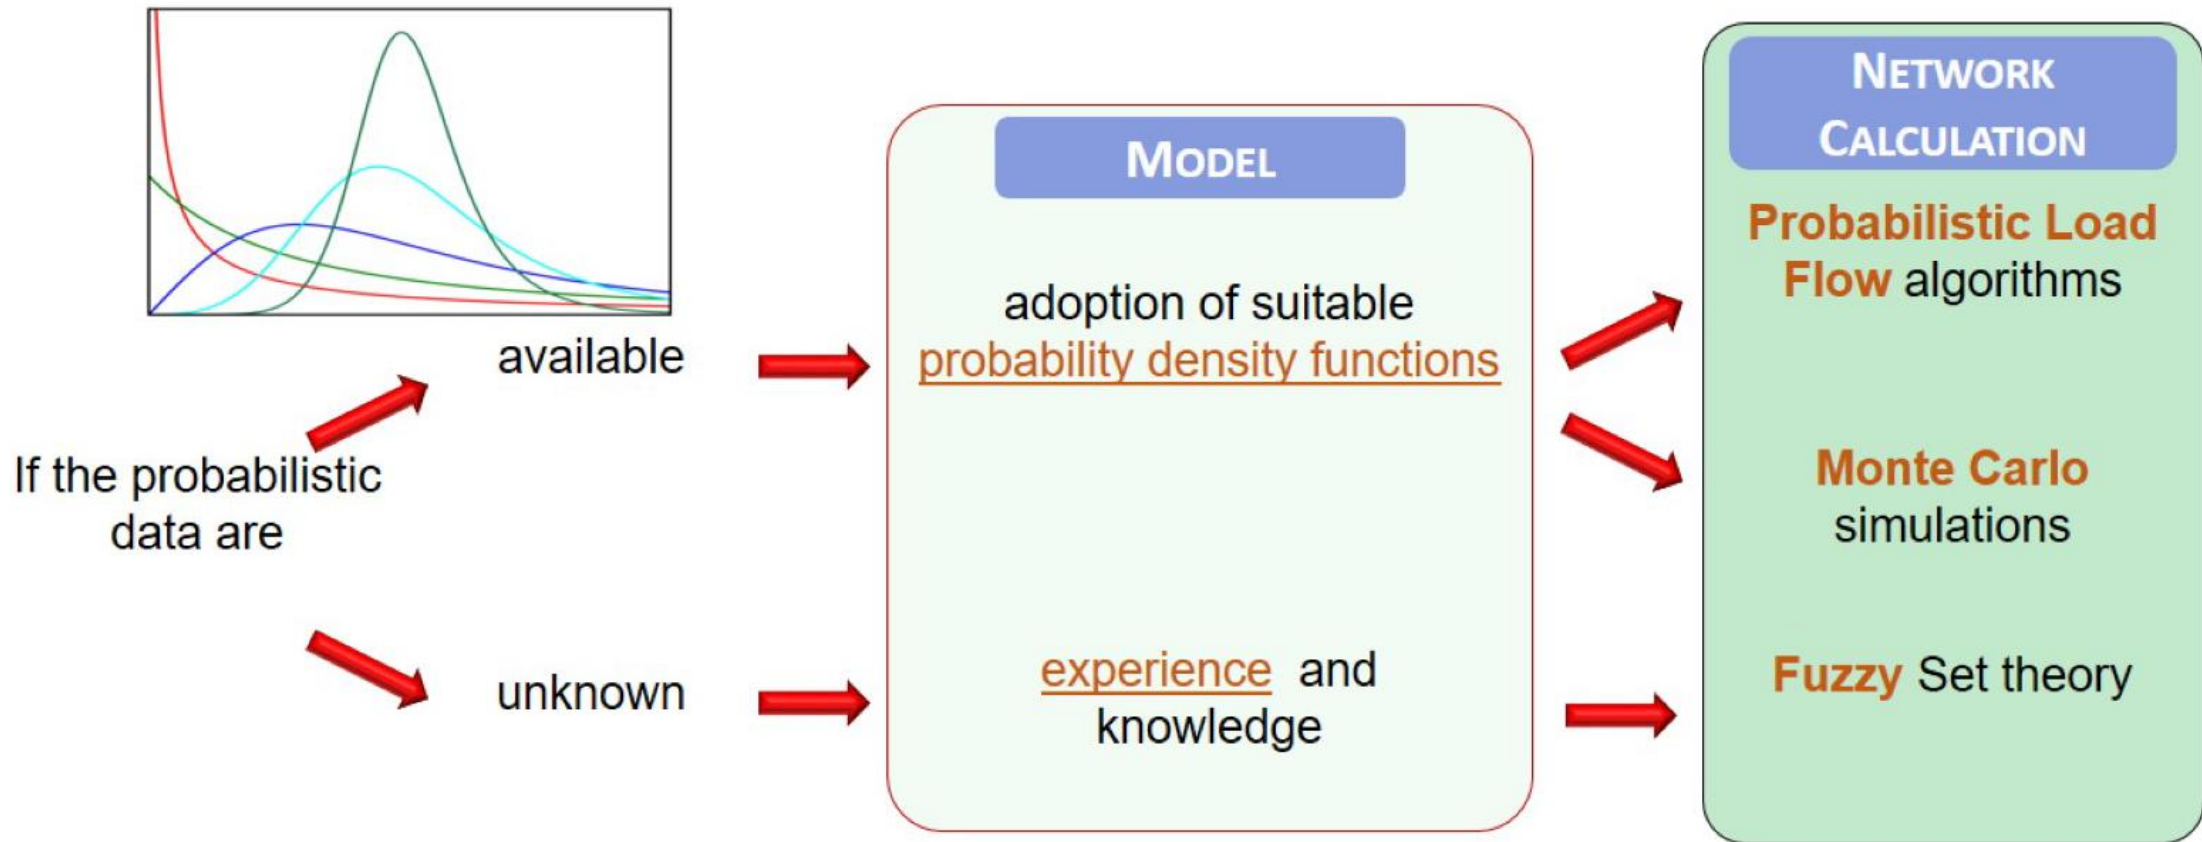 If the probabilistic
data are
available
unknown
MODEL
adoption of suitable
probability density functions
experience and
knowledge
NETWORK
CALCULATION
Probabilistic Load
Flow algorithms
Monte Carlo
simulations
Fuzzy Set theory